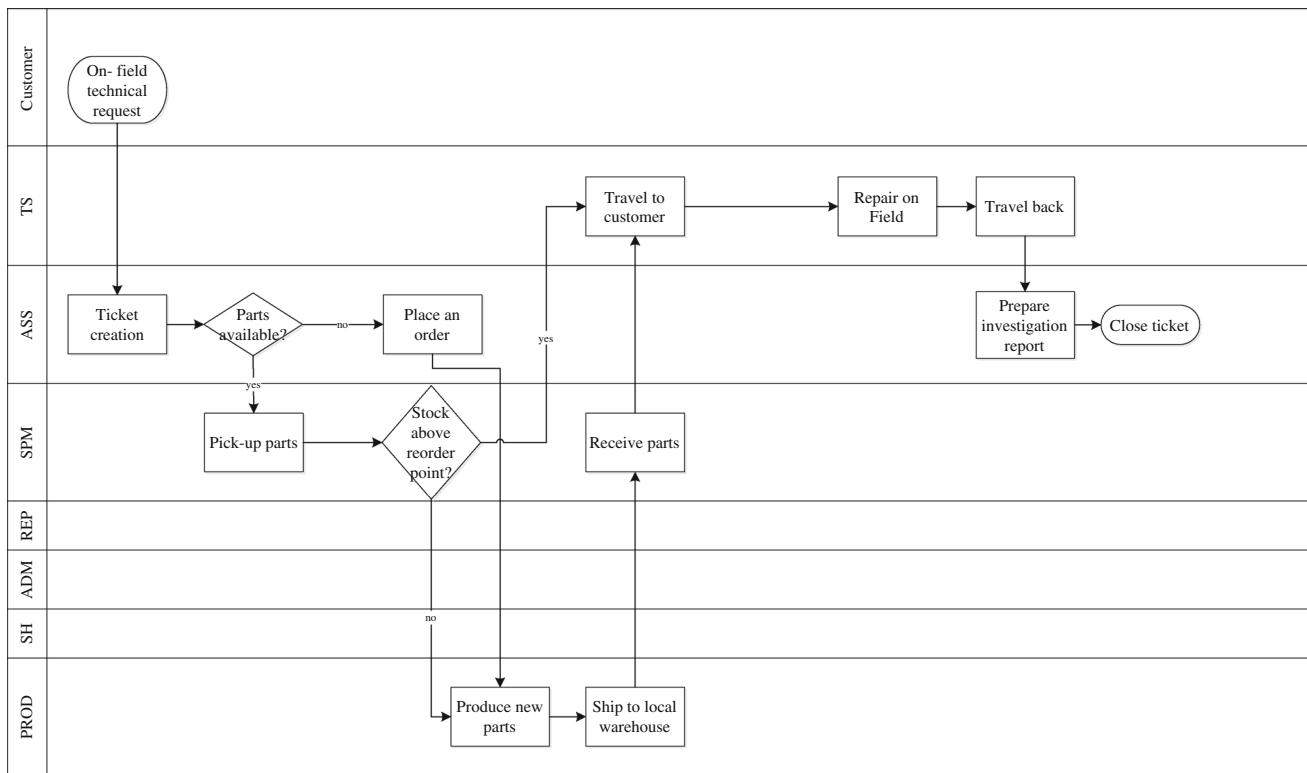 Customer
On- field
technical
request
TS
Travel to
customer
Repair on
Field
Travel back
ASS
Ticket
creation
Parts
available?
no
Place an
order
yes
Prepare
investigation
report
Close ticket
yes
SPM
Pick-up parts
Stock
above
reorder
point?
Receive parts
REP
ADM
SH
no
PROD
Produce new
parts
Ship to local
warehouse